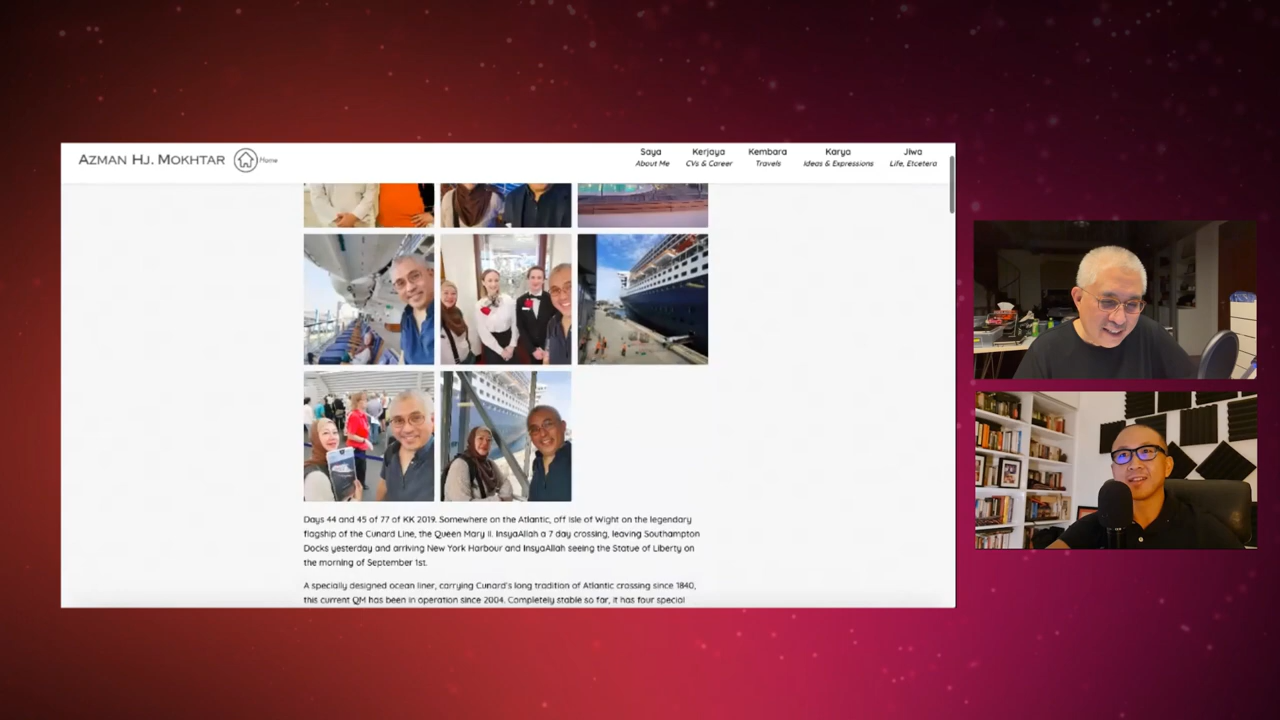 AZMAN HJ. MOKHTAR
Home
Saya
About Me
Kerjaya
CVs & Career
Kembara
Travels
Karya
Ideas & Expressions
Jiwa
Life, Etcetera
Days 44 and 45 of 77 of KK 2019. Somewhere on the Atlantic, off Isle of Wight on the legendary
flagship of the Cunard Line, the Queen Mary II. InsyaAllah a 7 day crossing, leaving Southampton
Docks yesterday and arriving New York Harbour and InsyaAllah seeing the Statue of Liberty on
the morning of September 1st.
A specially designed ocean liner, carrying Cunard's long tradition of Atlantic crossing since 1840,
this current QM has been in operation since 2004. Completely stable so far, it has four special